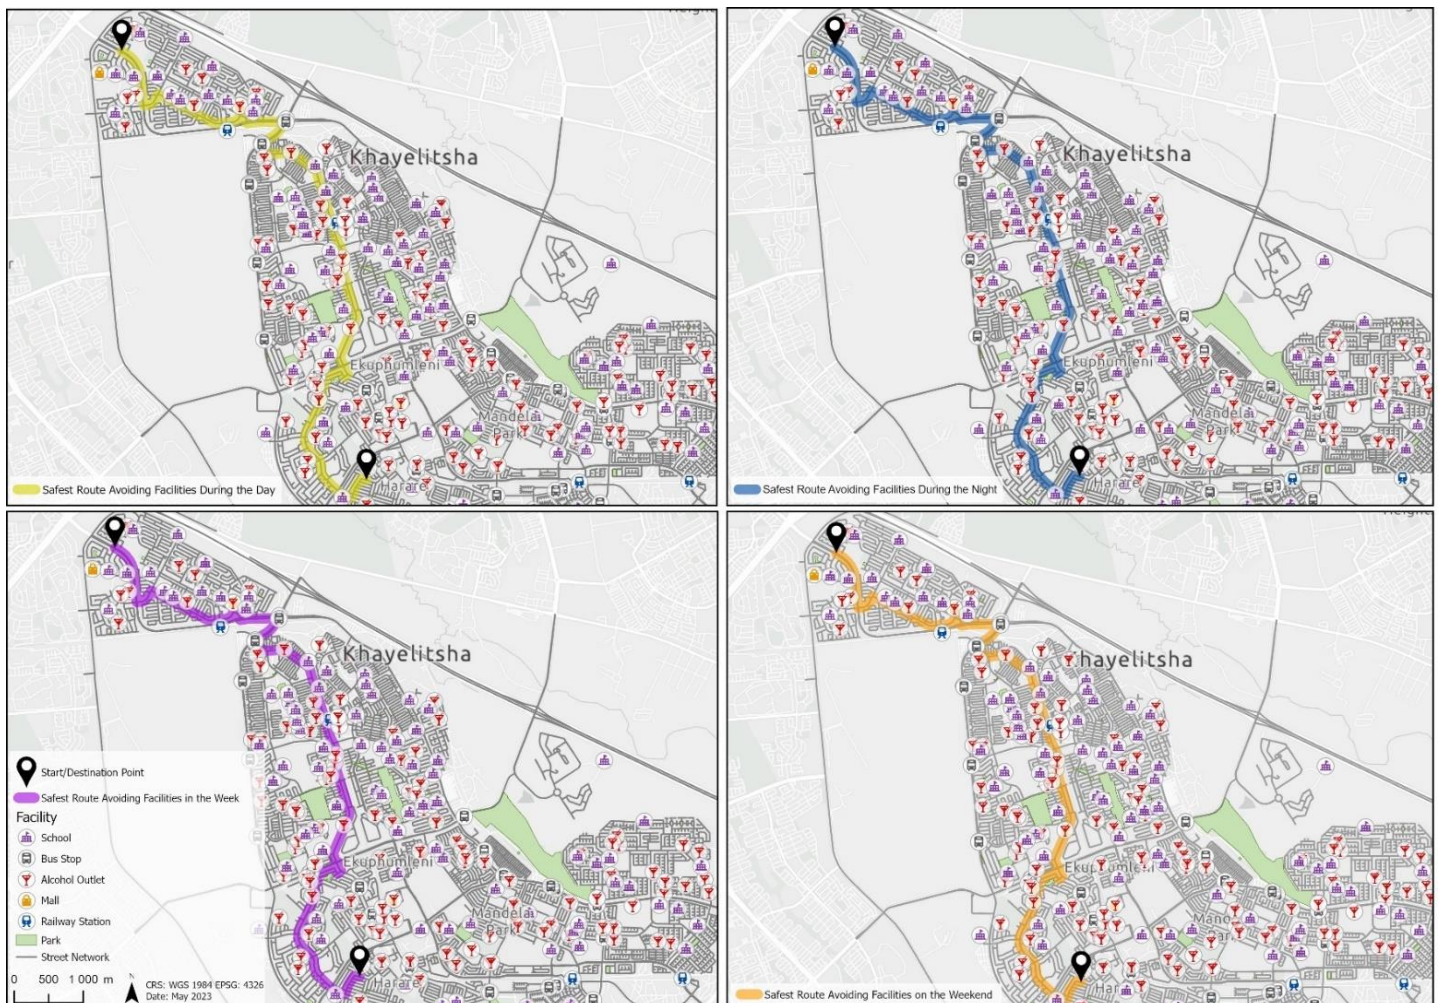 Khayelitsha
Ekuphumleni
Mandela
Park
Harare
Safest Route Avoiding Facilities During the Day
Khayelitsha
Ekuphumleni
Mandela
Park
Harare
Safest Route Avoiding Facilities During the Night
Khayelitsha
Ekuphumleni
Mandela
Park
Harare
Start/Destination Point
Safest Route Avoiding Facilities in the Week
Facility
School
Bus Stop
Alcohol Outlet
Mall
Railway Station
Park
Street Network
0 500 1 000 m
N
CRS: WGS 1984 EPSG: 4326
Date: May 2023
hayelitsha
Safest Route Avoiding Facilities on the Weekend